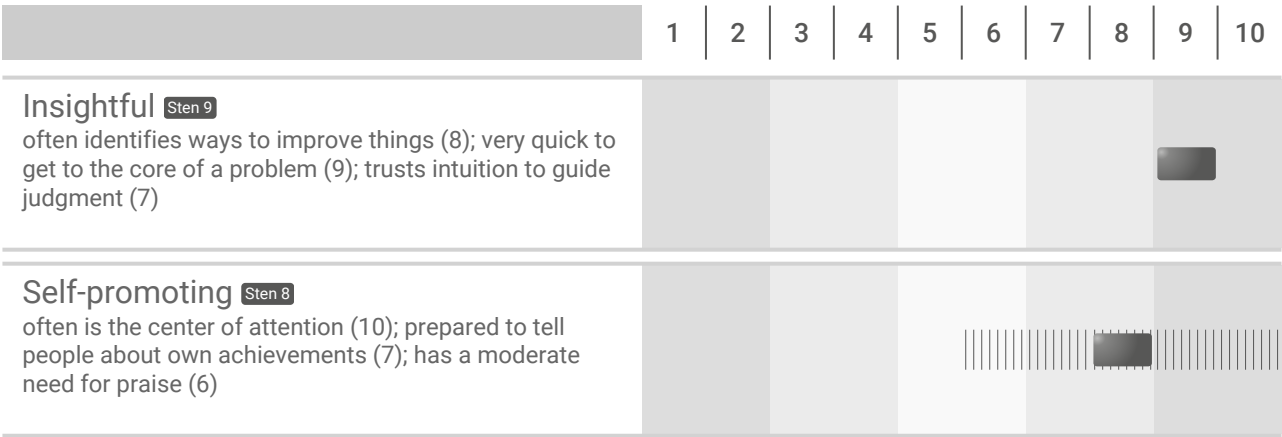 1 2 3 4 5 6 7 8 9 10
Insightful Sten 9
often identifies ways to improve things (8); very quick to
get to the core of a problem (9); trusts intuition to guide
judgment (7)
Self-promoting Sten 8
often is the center of attention (10); prepared to tell
people about own achievements (7); has a moderate
need for praise (6)